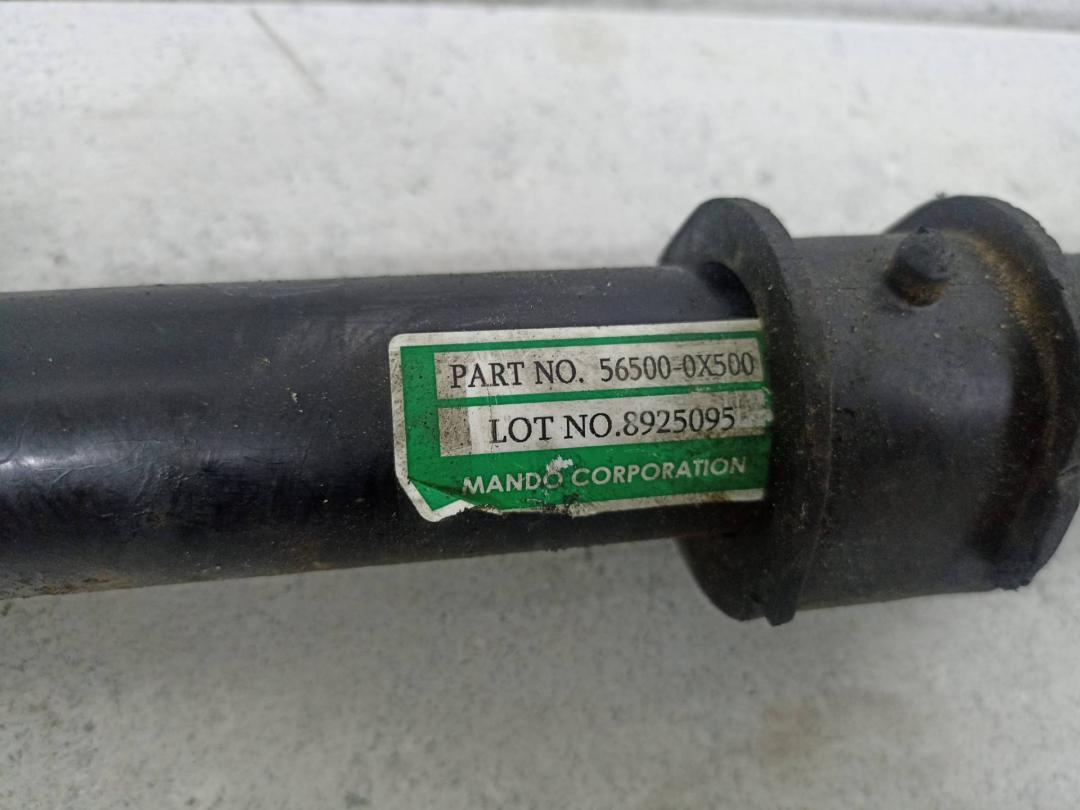 PART NO. 56500-0X500
LOT NO.8925095
MANDO CORPORATION